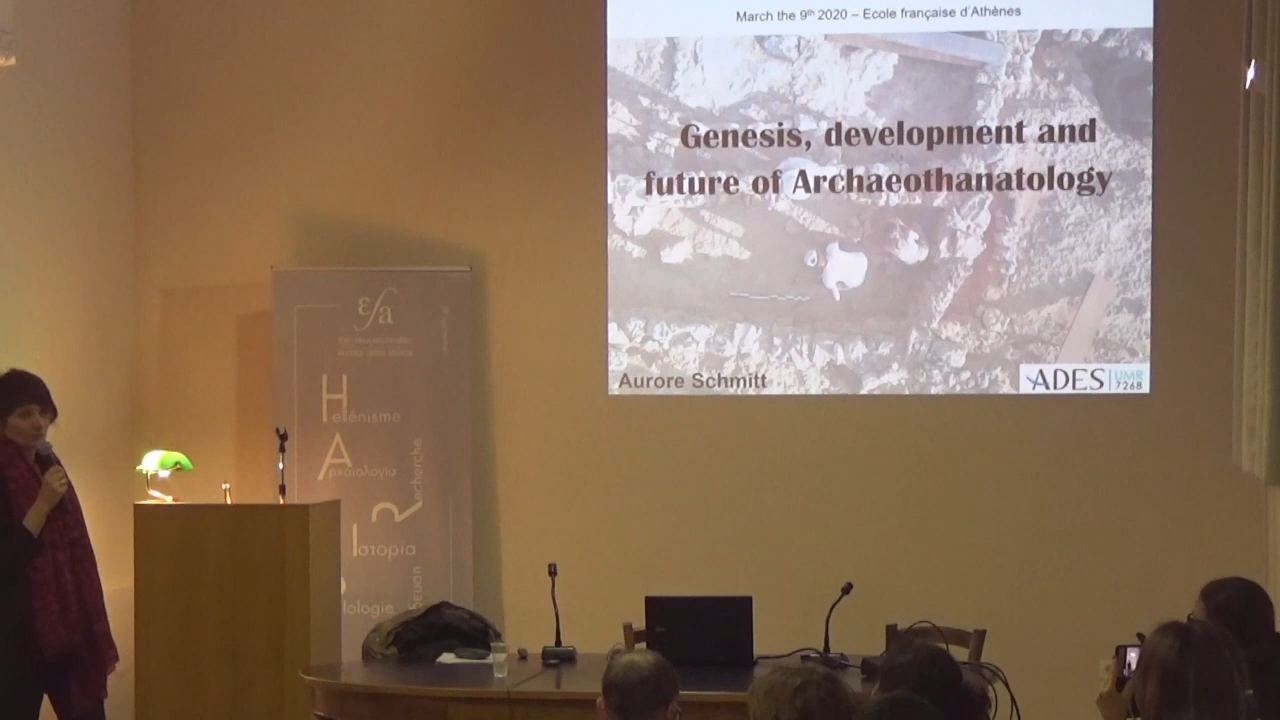 March the 9th 2020 – Ecole française d'Athènes
Genesis, development and
future of Archaeothanatology
Aurore Schmitt
ADES UMR
7268
εfa
Hellénisme
Αρχαιολογία
Recherche
Ιστορία
lologie